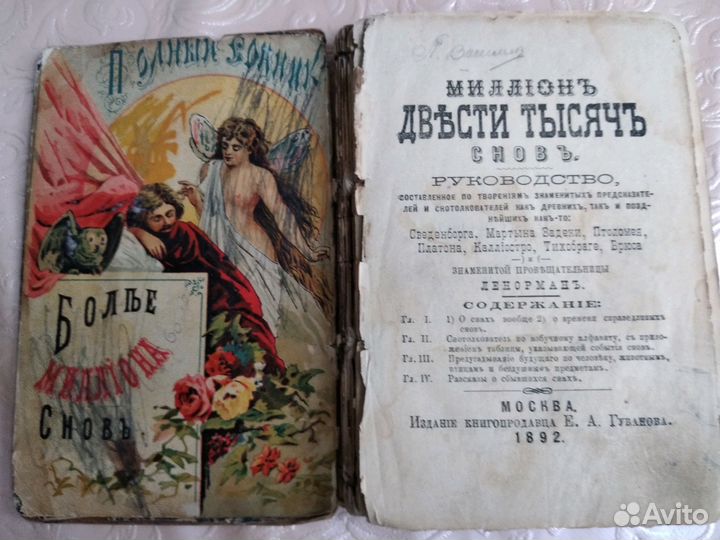 Полный сонникъ
Болѣе
милліона
Сновъ
МИЛЛІОНЪ
ДВѢСТИ ТЫСЯЧЪ
СНОВЪ.
РУКОВОДСТВО,
СОСТАВЛЕННОЕ ПО ТВОРЕНІЯМЪ ЗНАМЕНИТЫХЪ ПРЕДСКАЗАТЕ-
ЛЕЙ И СНОТОЛКОВАТЕЛЕЙ КАКЪ ДРЕВНИХЪ, ТАКЪ И ПОЗД-
НѢЙШИХЪ КАКЪ-ТО:
Сведенборга, Мартына Задеки, Птоломея,
Платона, Калліостро, Тихобраге, Брюса
—) и (—
ЗНАМЕНИТОЙ ПРОВѢЩАТЕЛЬНИЦЫ
ЛЕНОРМАНЪ.
СОДЕРЖАНІЕ:
Гл. I. 1) О снахъ вообще 2) о времени справедливыхъ
сновъ.
Гл. II. Снотолкователь по азбучному алфавиту, съ прило-
женіемъ таблицы, указывающей событія сновъ.
Гл. III. Предугадываніе будущаго по человѣку, животнымъ,
птицамъ и бездушнымъ предметамъ.
Гл. IV. Разсказы о сбывшихся снахъ.
МОСКВА.
Изданіе книгопродавца Е. А. Губанова.
1892.
Avito